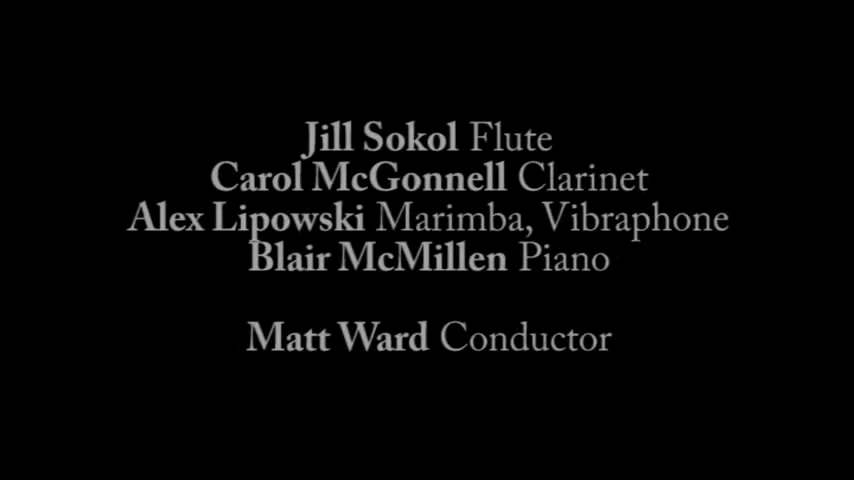 Jill Sokol Flute
Carol McGonnell Clarinet
Alex Lipowski Marimba, Vibraphone
Blair McMillen Piano
Matt Ward Conductor